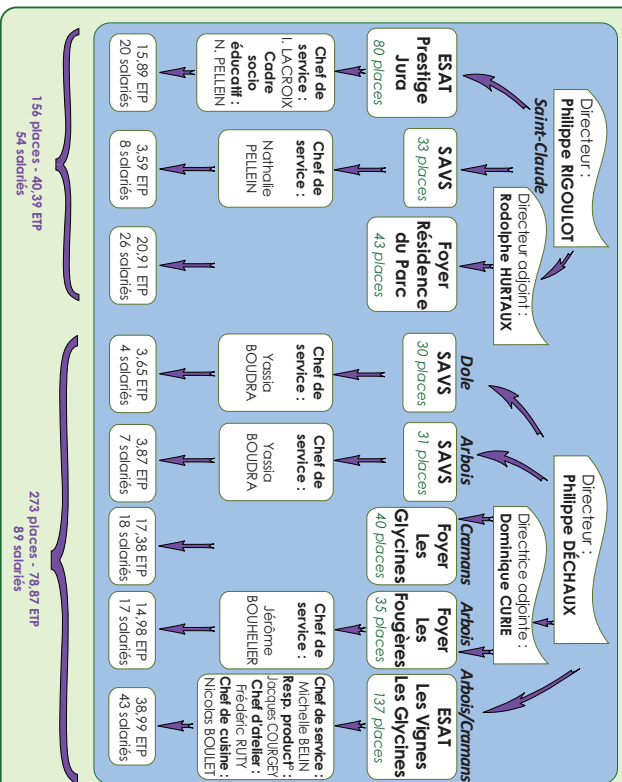 Directeur :
Philippe RIGOULOT
Directeur adjoint :
Rodolphe HURTAUX
Saint-Claude
ESAT
Prestige
Jura
80 places
Chef de
service :
I. LACROIX
Cadre
socio
éducatif :
N. PELLEIN
15,89 ETP
20 salariés
SAVS
33 places
Chef de
service :
Nathalie
PELLEIN
3,59 ETP
8 salariés
Foyer
Résidence
du Parc
43 places
20,91 ETP
26 salariés
156 places - 40,39 ETP
54 salariés
Directeur :
Philippe DÉCHAUX
Directrice adjointe :
Dominique CURIE
Dole
SAVS
30 places
Chef de
service :
Yassia
BOUDRA
3,65 ETP
4 salariés
Arbois
SAVS
31 places
Chef de
service :
Yassia
BOUDRA
3,87 ETP
7 salariés
Cramans
Foyer
Les
Glycines
40 places
17,38 ETP
18 salariés
Arbois
Foyer
Les
Fougères
35 places
Chef de
service :
Jérôme
BOUHELIER
14,98 ETP
17 salariés
Arbois/Cramans
ESAT
Les Vignes
Les Glycines
137 places
Chef de service :
Michelle BELIN
Resp. product° :
Jacques COURGEY
Chef d'atelier :
Frédéric RUTY
Chef de cuisine :
Nicolas BOULET
38,99 ETP
43 salariés
273 places - 78,87 ETP
89 salariés